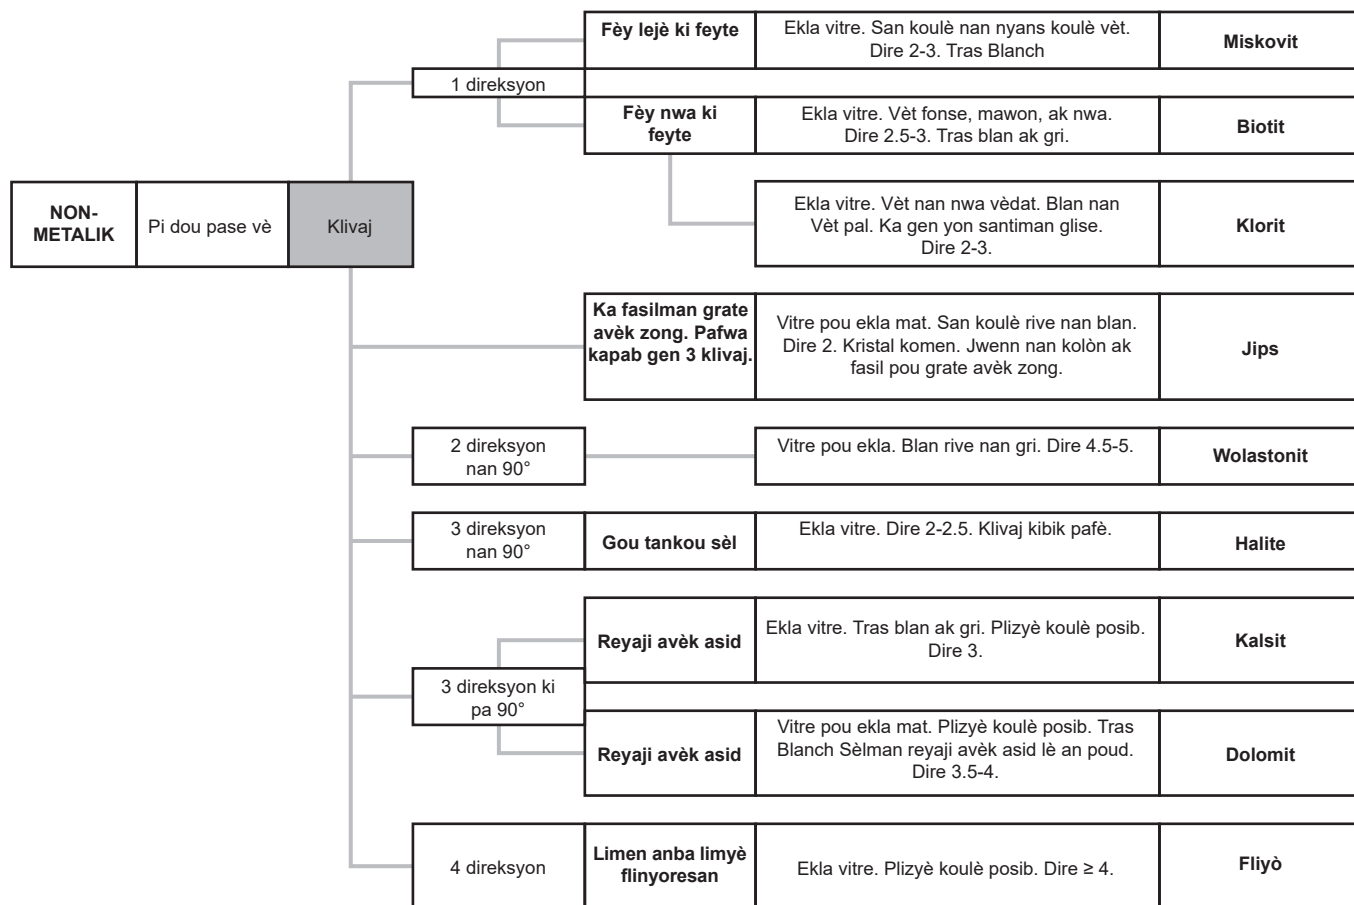 Fèy lejè ki feyte
Ekla vitre. San koulè nan nyans koulè vèt.
Dire 2-3. Tras Blanch
Miskovit
1 direksyon
Fèy nwa ki
feyte
Ekla vitre. Vèt fonse, mawon, ak nwa.
Dire 2.5-3. Tras blan ak gri.
Biotit
NON-
METALIK
Pi dou pase vè
Klivaj
Ekla vitre. Vèt nan nwa vèdat. Blan nan
Vèt pal. Ka gen yon santiman glise.
Dire 2-3.
Klorit
Ka fasilman grate
avèk zong. Pafwa
kapab gen 3 klivaj.
Vitre pou ekla mat. San koulè rive nan blan.
Dire 2. Kristal komen. Jwenn nan kolòn ak
fasil pou grate avèk zong.
Jips
2 direksyon
nan 90°
Vitre pou ekla. Blan rive nan gri. Dire 4.5-5.
Wolastonit
3 direksyon
nan 90°
Gou tankou sèl
Ekla vitre. Dire 2-2.5. Klivaj kibik pafè.
Halite
Reyaji avèk asid
Ekla vitre. Tras blan ak gri. Plizyè koulè posib.
Dire 3.
Kalsit
3 direksyon ki
pa 90°
Reyaji avèk asid
Vitre pou ekla mat. Plizyè koulè posib. Tras
Blanch Sèlman reyaji avèk asid lè an poud.
Dire 3.5-4.
Dolomit
4 direksyon
Limen anba limyè
flinyoresan
Ekla vitre. Plizyè koulè posib. Dire ≥ 4.
Fliyò